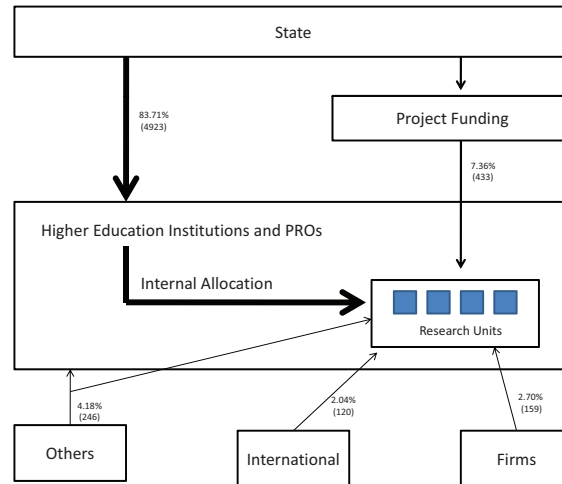 State
83.71%
(4923)
Project Funding
7.36%
(433)
Higher Education Institutions and PROs
Internal Allocation
Research Units
4.18%
(246)
2.04%
(120)
2.70%
(159)
Others
International
Firms